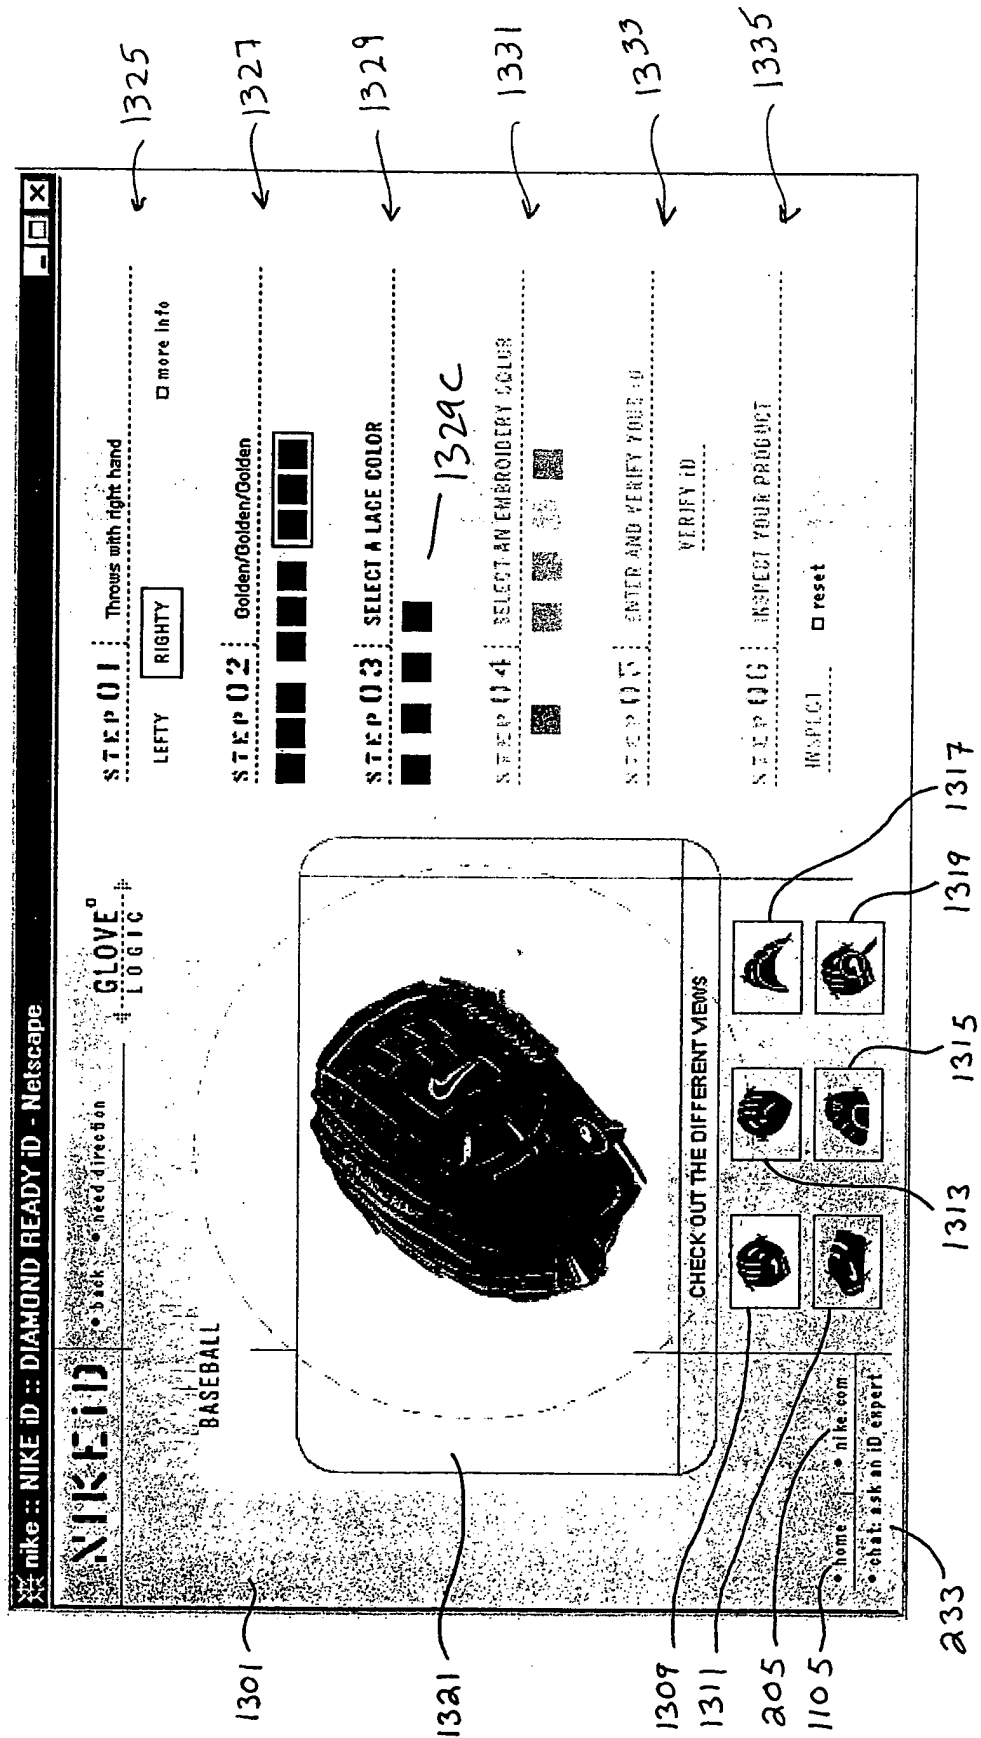 nike :: NIKE iD :: DIAMOND READY iD - Netscape
NIKE iD
• back • need direction
GLOVE
LOGIC
BASEBALL
CHECK OUT THE DIFFERENT VIEWS
• home • nike.com
• chat: ask an iD expert
STEP 01 Throws with right hand
LEFTY RIGHTY more info
STEP 02 Golden/Golden/Golden
STEP 03 SELECT A LACE COLOR
STEP 04 SELECT AN EMBROIDERY COLOR
STEP 05 ENTER AND VERIFY YOUR iD
VERIFY iD
STEP 06 INSPECT YOUR PRODUCT
INSPECT reset
1325
1327
1329
1329C
1331
1333
1335
1301
1321
1309
1311
205
1105
233
1313
1315
1319
1317